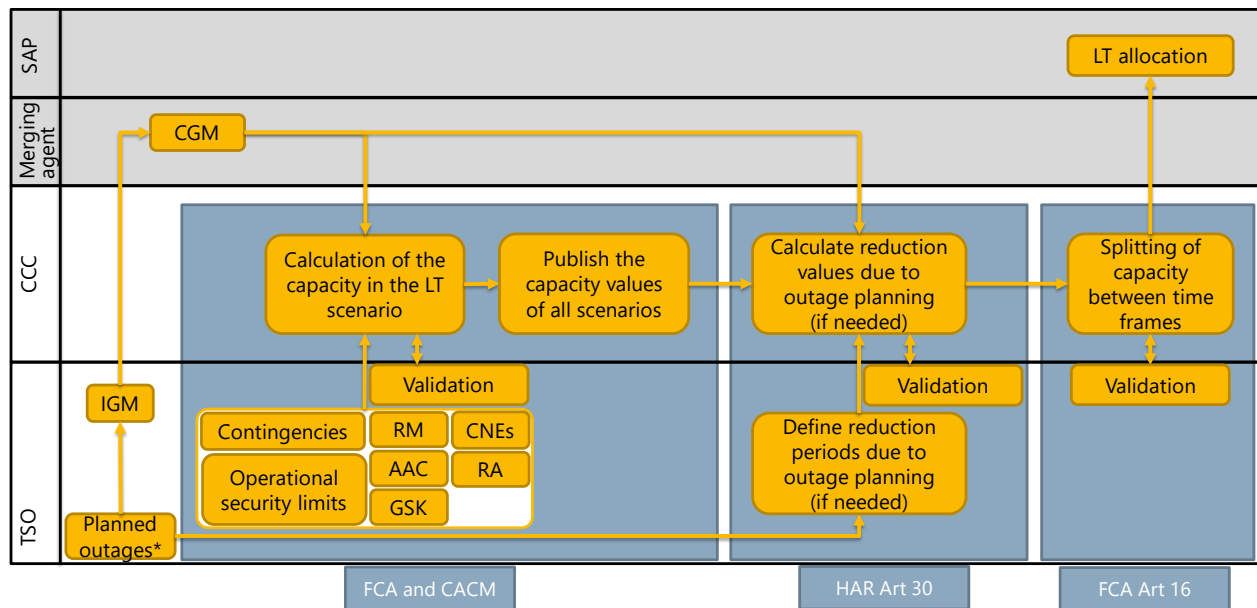 SAP
LT allocation
Merging
agent
CGM
CCC
Calculation of the
capacity in the LT
scenario
Publish the
capacity values
of all scenarios
Calculate reduction
values due to
outage planning
(if needed)
Splitting of
capacity
between time
frames
TSO
IGM
Validation
Validation
Validation
Contingencies
RM
CNEs
Operational
security limits
AAC
RA
GSK
Define reduction
periods due to
outage planning
(if needed)
Planned
outages*
FCA and CACM
HAR Art 30
FCA Art 16